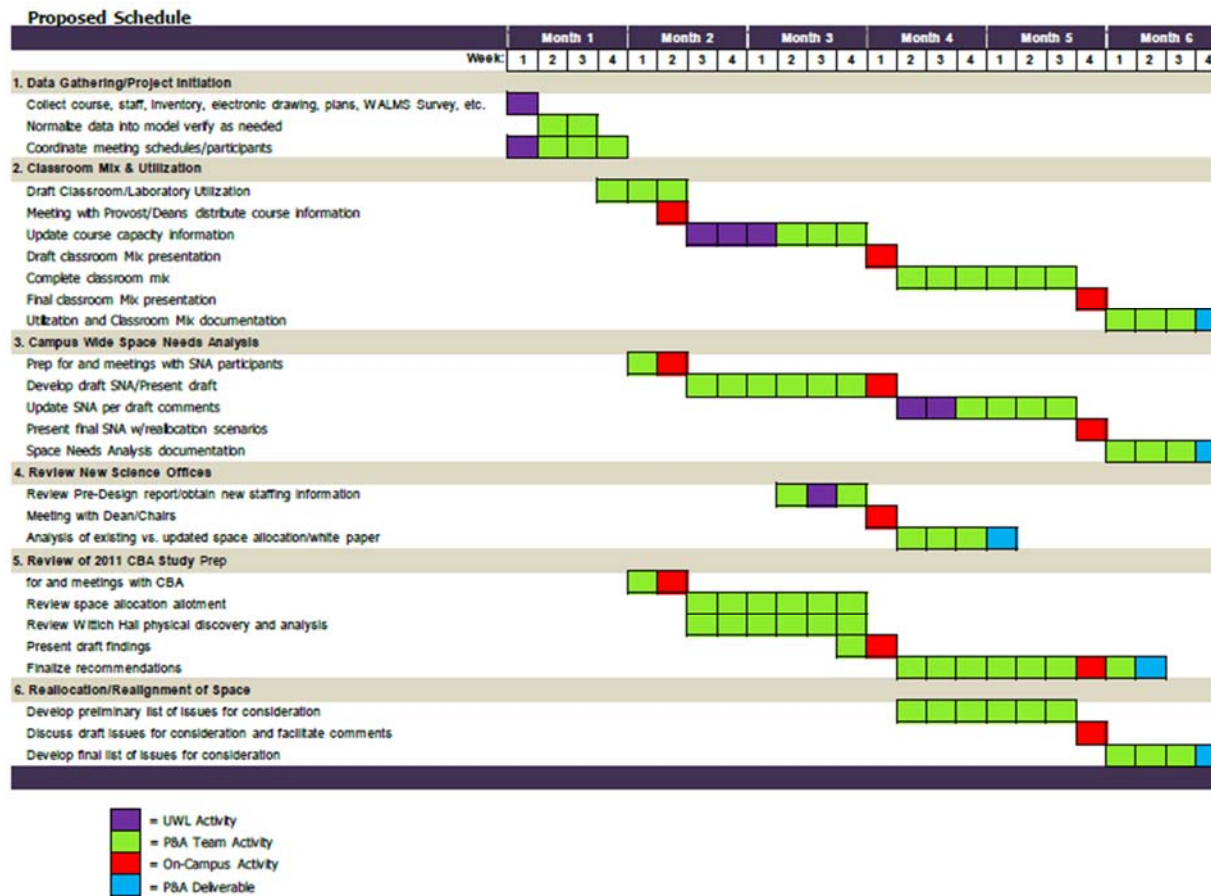 Proposed Schedule
Month 1 Month 2 Month 3 Month 4 Month 5 Month 6
Week: 1 2 3 4 1 2 3 4 1 2 3 4 1 2 3 4 1 2 3 4 1 2 3 4
1. Data Gathering/Project Initiation
Collect course, staff, inventory, electronic drawing, plans, WALMS Survey, etc.
Normalize data into model verify as needed
Coordinate meeting schedules/participants
2. Classroom Mix & Utilization
Draft Classroom/Laboratory Utilization
Meeting with Provost/Deans distribute course information
Update course capacity information
Draft classroom Mix presentation
Complete classroom mix
Final classroom Mix presentation
Utilization and Classroom Mix documentation
3. Campus Wide Space Needs Analysis
Prep for and meetings with SNA participants
Develop draft SNA/Present draft
Update SNA per draft comments
Present final SNA w/reallocation scenarios
Space Needs Analysis documentation
4. Review New Science Offices
Review Pre-Design report/obtain new staffing information
Meeting with Dean/Chairs
Analysis of existing vs. updated space allocation/white paper
5. Review of 2011 CBA Study Prep
for and meetings with CBA
Review space allocation allotment
Review Wittich Hall physical discovery and analysis
Present draft findings
Finalize recommendations
6. Reallocation/Realignment of Space
Develop preliminary list of issues for consideration
Discuss draft issues for consideration and facilitate comments
Develop final list of issues for consideration
= UWL Activity
= P&A Team Activity
= On-Campus Activity
= P&A Deliverable